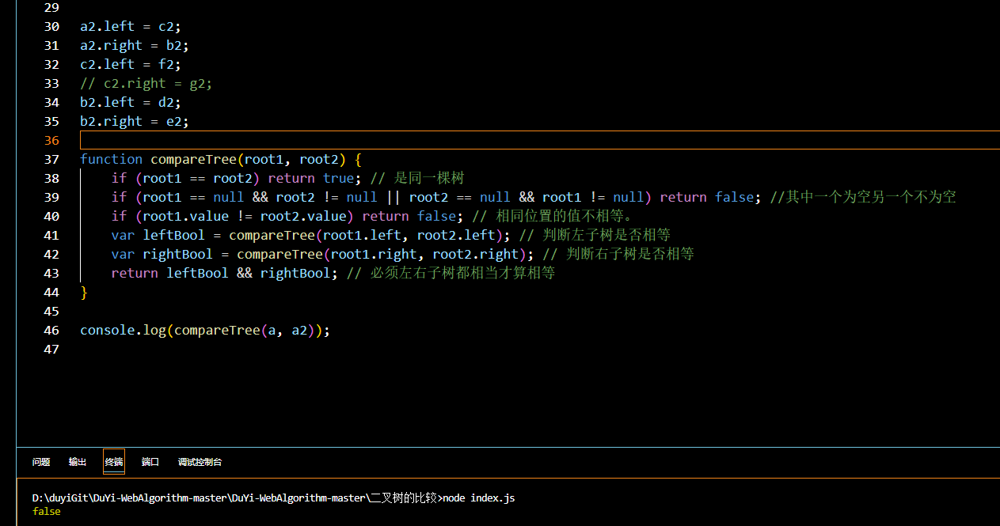 29
30 a2.left = c2;
31 a2.right = b2;
32 c2.left = f2;
33 // c2.right = g2;
34 b2.left = d2;
35 b2.right = e2;
36
37 function compareTree(root1, root2) {
38 if (root1 == root2) return true; // 是同一棵树
39 if (root1 == null && root2 != null || root2 == null && root1 != null) return false; //其中一个为空另一个不为空
40 if (root1.value != root2.value) return false; // 相同位置的值不相等。
41 var leftBool = compareTree(root1.left, root2.left); // 判断左子树是否相等
42 var rightBool = compareTree(root1.right, root2.right); // 判断右子树是否相等
43 return leftBool && rightBool; // 必须左右子树都相当才算相等
44 }
45
46 console.log(compareTree(a, a2));
47
问题 输出 终端 端口 调试控制台
D:\duyiGit\DuYi-WebAlgorithm-master\DuYi-WebAlgorithm-master\二叉树的比较>node index.js
false